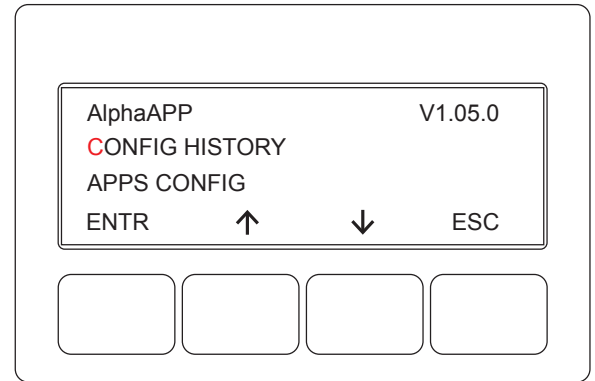 AlphaAPP V1.05.0
CONFIG HISTORY
APPS CONFIG
ENTR ↑ ↓ ESC